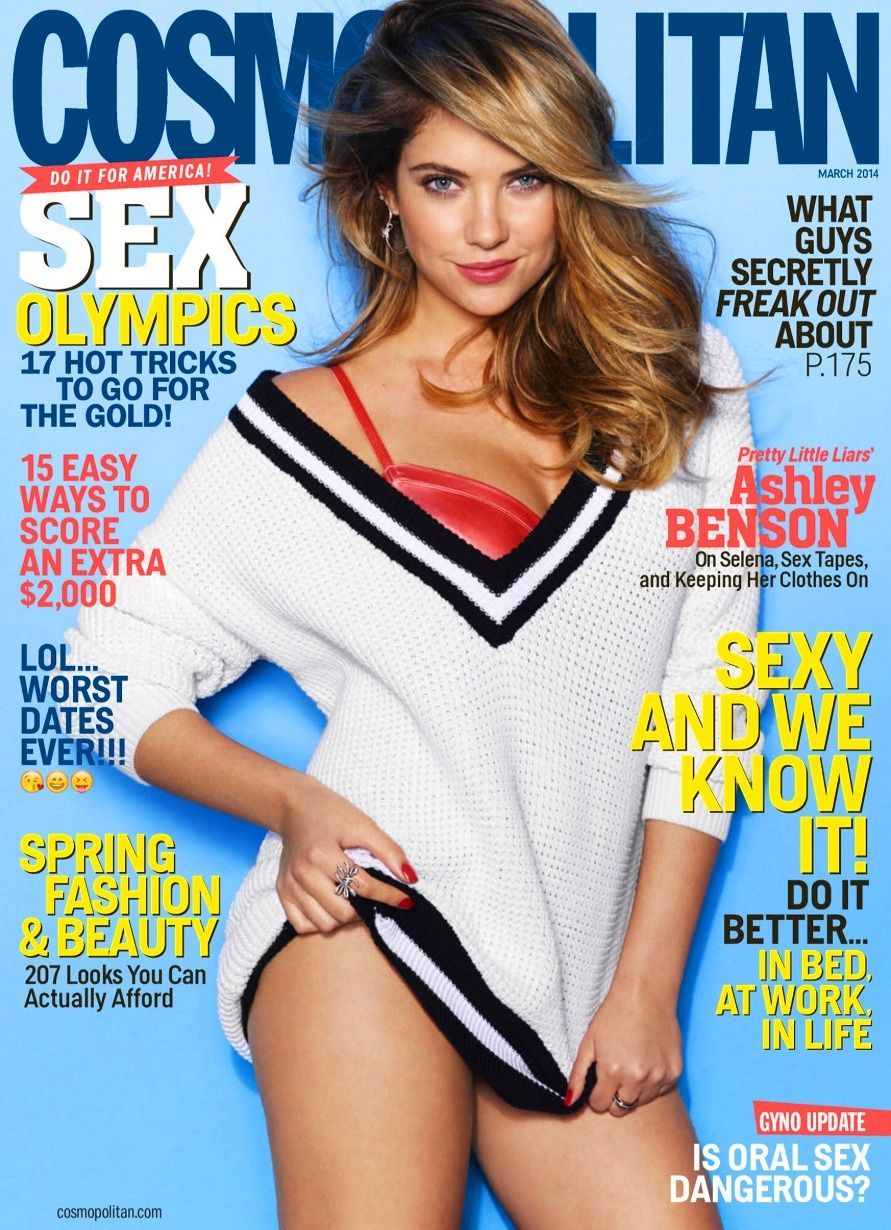 COSMOPOLITAN
MARCH 2014
DO IT FOR AMERICA!
SEX
OLYMPICS
17 HOT TRICKS
TO GO FOR
THE GOLD!
15 EASY
WAYS TO
SCORE
AN EXTRA
$2,000
LOL...
WORST
DATES
EVER!!!
😘😄😝
SPRING
FASHION
& BEAUTY
207 Looks You Can
Actually Afford
cosmopolitan.com
WHAT
GUYS
SECRETLY
FREAK OUT
ABOUT
P.175
Pretty Little Liars'
Ashley
BENSON
On Selena, Sex Tapes,
and Keeping Her Clothes On
SEXY
AND WE
KNOW
IT!
DO IT
BETTER...
IN BED,
AT WORK,
IN LIFE
GYNO UPDATE
IS ORAL SEX
DANGEROUS?